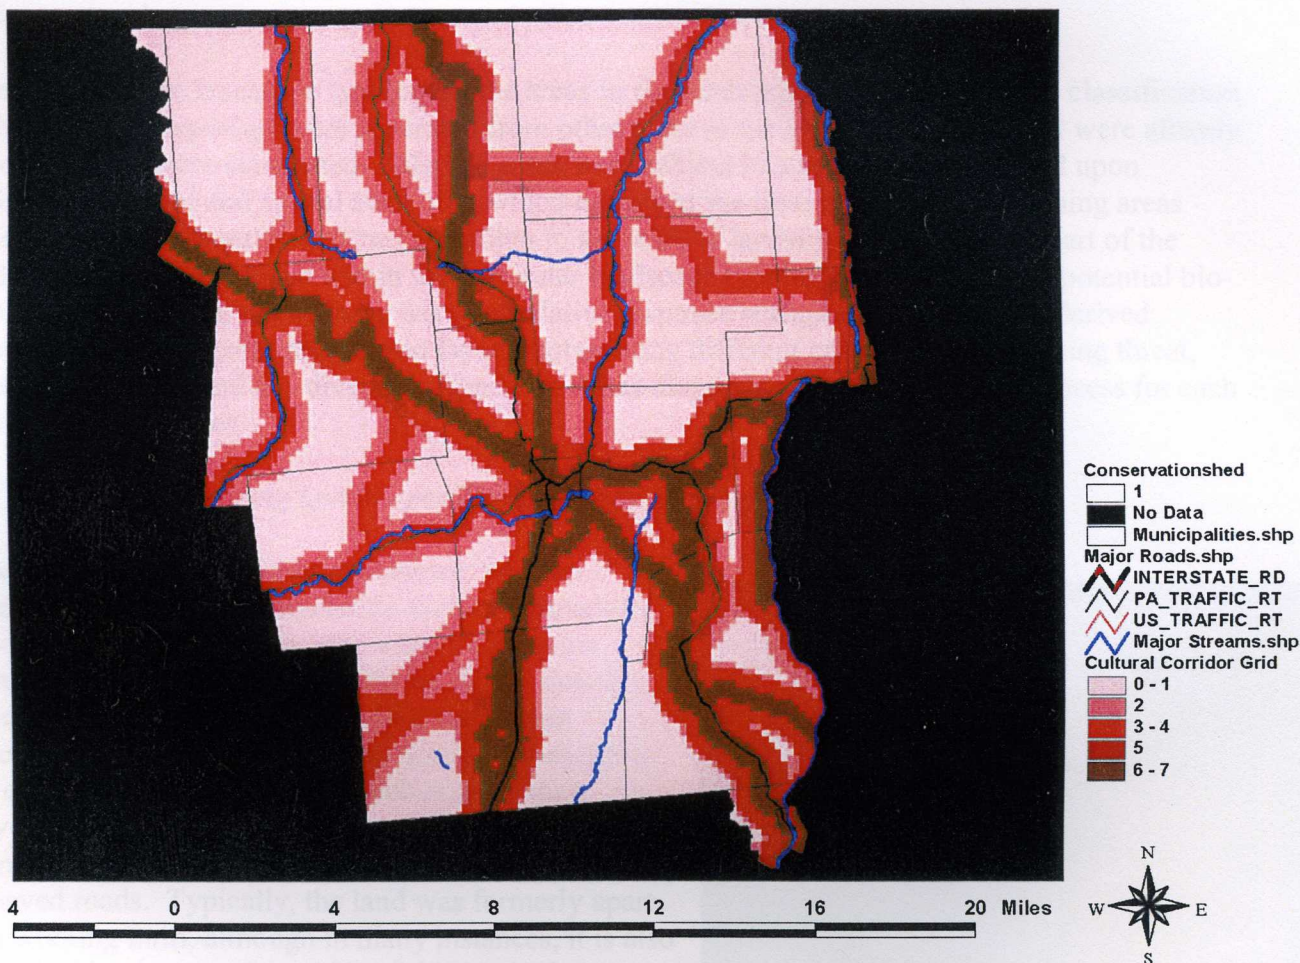 Conservationshed
1
No Data
Municipalities.shp
Major Roads.shp
INTERSTATE_RD
PA_TRAFFIC_RT
US_TRAFFIC_RT
Major Streams.shp
Cultural Corridor Grid
0 - 1
2
3 - 4
5
6 - 7
N
W E
S
4 0 4 8 12 16 20 Miles